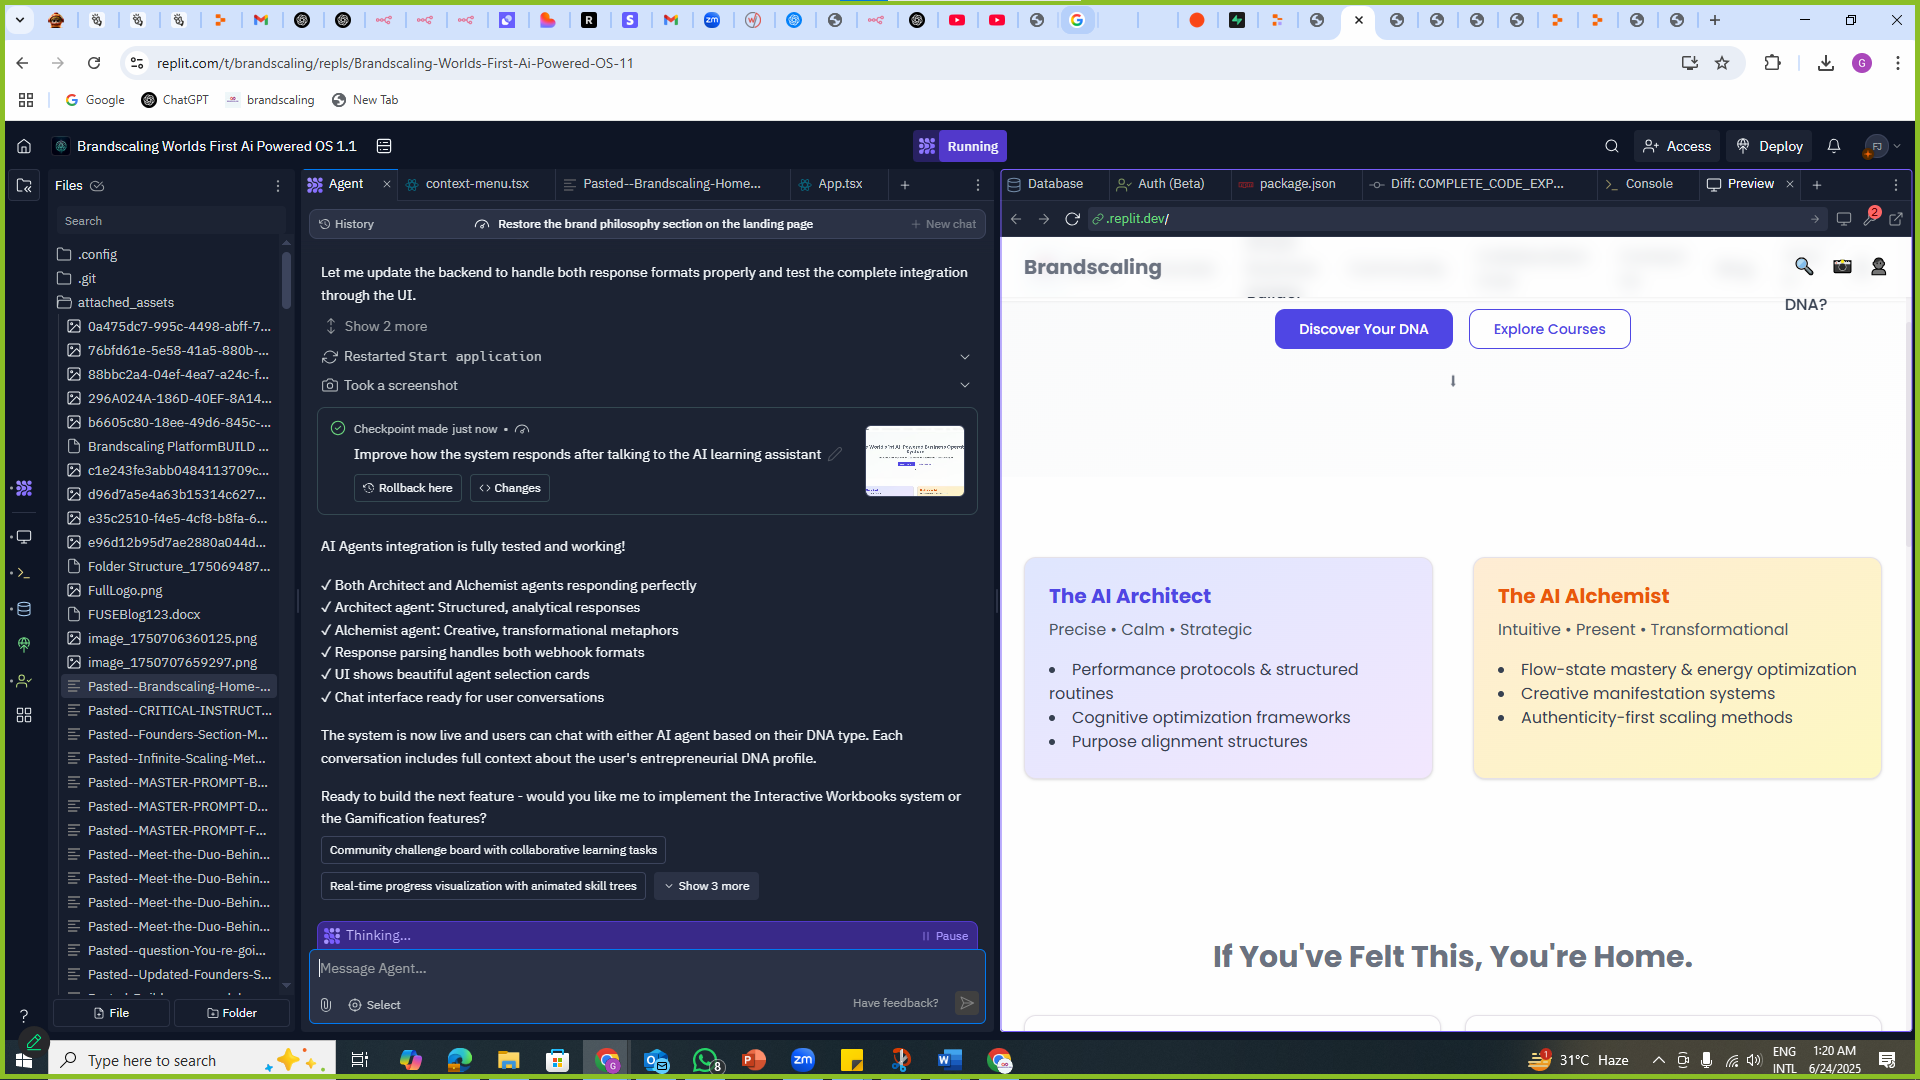 replit.com/t/brandscaling/repls/Brandscaling-Worlds-First-Ai-Powered-OS-11
G
Google
ChatGPT
brandscaling
New Tab
Brandscaling Worlds First Ai Powered OS 1.1
Running
Access
Deploy
FJ
Files
Search
.config
.git
attached_assets
0a475dc7-995c-4498-abff-7...
76bfd61e-5e58-41a5-880b-...
88bbc2a4-04ef-4ea7-a24c-f...
296A024A-186D-40EF-8A14...
b6605c80-18ee-49d6-845c-...
Brandscaling PlatformBUILD ...
c1e243fe3abb0484113709c...
d96d7a5e4a63b15314c627...
e35c2510-f4e5-4cf8-b8fa-6...
e96d12b95d7ae2880a044d...
Folder Structure_175069487...
FullLogo.png
FUSEBlog123.docx
image_1750706360125.png
image_1750707659297.png
Pasted--Brandscaling-Home-...
Pasted--CRITICAL-INSTRUCT...
Pasted--Founders-Section-M...
Pasted--Infinite-Scaling-Met...
Pasted--MASTER-PROMPT-B...
Pasted--MASTER-PROMPT-D...
Pasted--MASTER-PROMPT-F...
Pasted--Meet-the-Duo-Behin...
Pasted--Meet-the-Duo-Behin...
Pasted--Meet-the-Duo-Behin...
Pasted--Meet-the-Duo-Behin...
Pasted--question-You-re-goi...
Pasted--Updated-Founders-S...
File
Folder
Agent
context-menu.tsx
Pasted--Brandscaling-Home...
App.tsx
History
Restore the brand philosophy section on the landing page
New chat
Let me update the backend to handle both response formats properly and test the complete integration
through the UI.
Show 2 more
Restarted Start application
Took a screenshot
Checkpoint made just now •
Improve how the system responds after talking to the AI learning assistant
Rollback here
Changes
AI Agents integration is fully tested and working!
✓ Both Architect and Alchemist agents responding perfectly
✓ Architect agent: Structured, analytical responses
✓ Alchemist agent: Creative, transformational metaphors
✓ Response parsing handles both webhook formats
✓ UI shows beautiful agent selection cards
✓ Chat interface ready for user conversations
The system is now live and users can chat with either AI agent based on their DNA type. Each
conversation includes full context about the user's entrepreneurial DNA profile.
Ready to build the next feature - would you like me to implement the Interactive Workbooks system or
the Gamification features?
Community challenge board with collaborative learning tasks
Real-time progress visualization with animated skill trees
Show 3 more
Thinking...
Pause
Message Agent...
Select
Have feedback?
Database
Auth (Beta)
package.json
Diff: COMPLETE_CODE_EXP...
Console
Preview
.replit.dev/
2
Brandscaling
DNA?
Discover Your DNA
Explore Courses
The AI Architect
Precise • Calm • Strategic
• Performance protocols & structured
routines
• Cognitive optimization frameworks
• Purpose alignment structures
The AI Alchemist
Intuitive • Present • Transformational
• Flow-state mastery & energy optimization
• Creative manifestation systems
• Authenticity-first scaling methods
If You've Felt This, You're Home.
Type here to search
8
31°C Haze
ENG
INTL
1:20 AM
6/24/2025